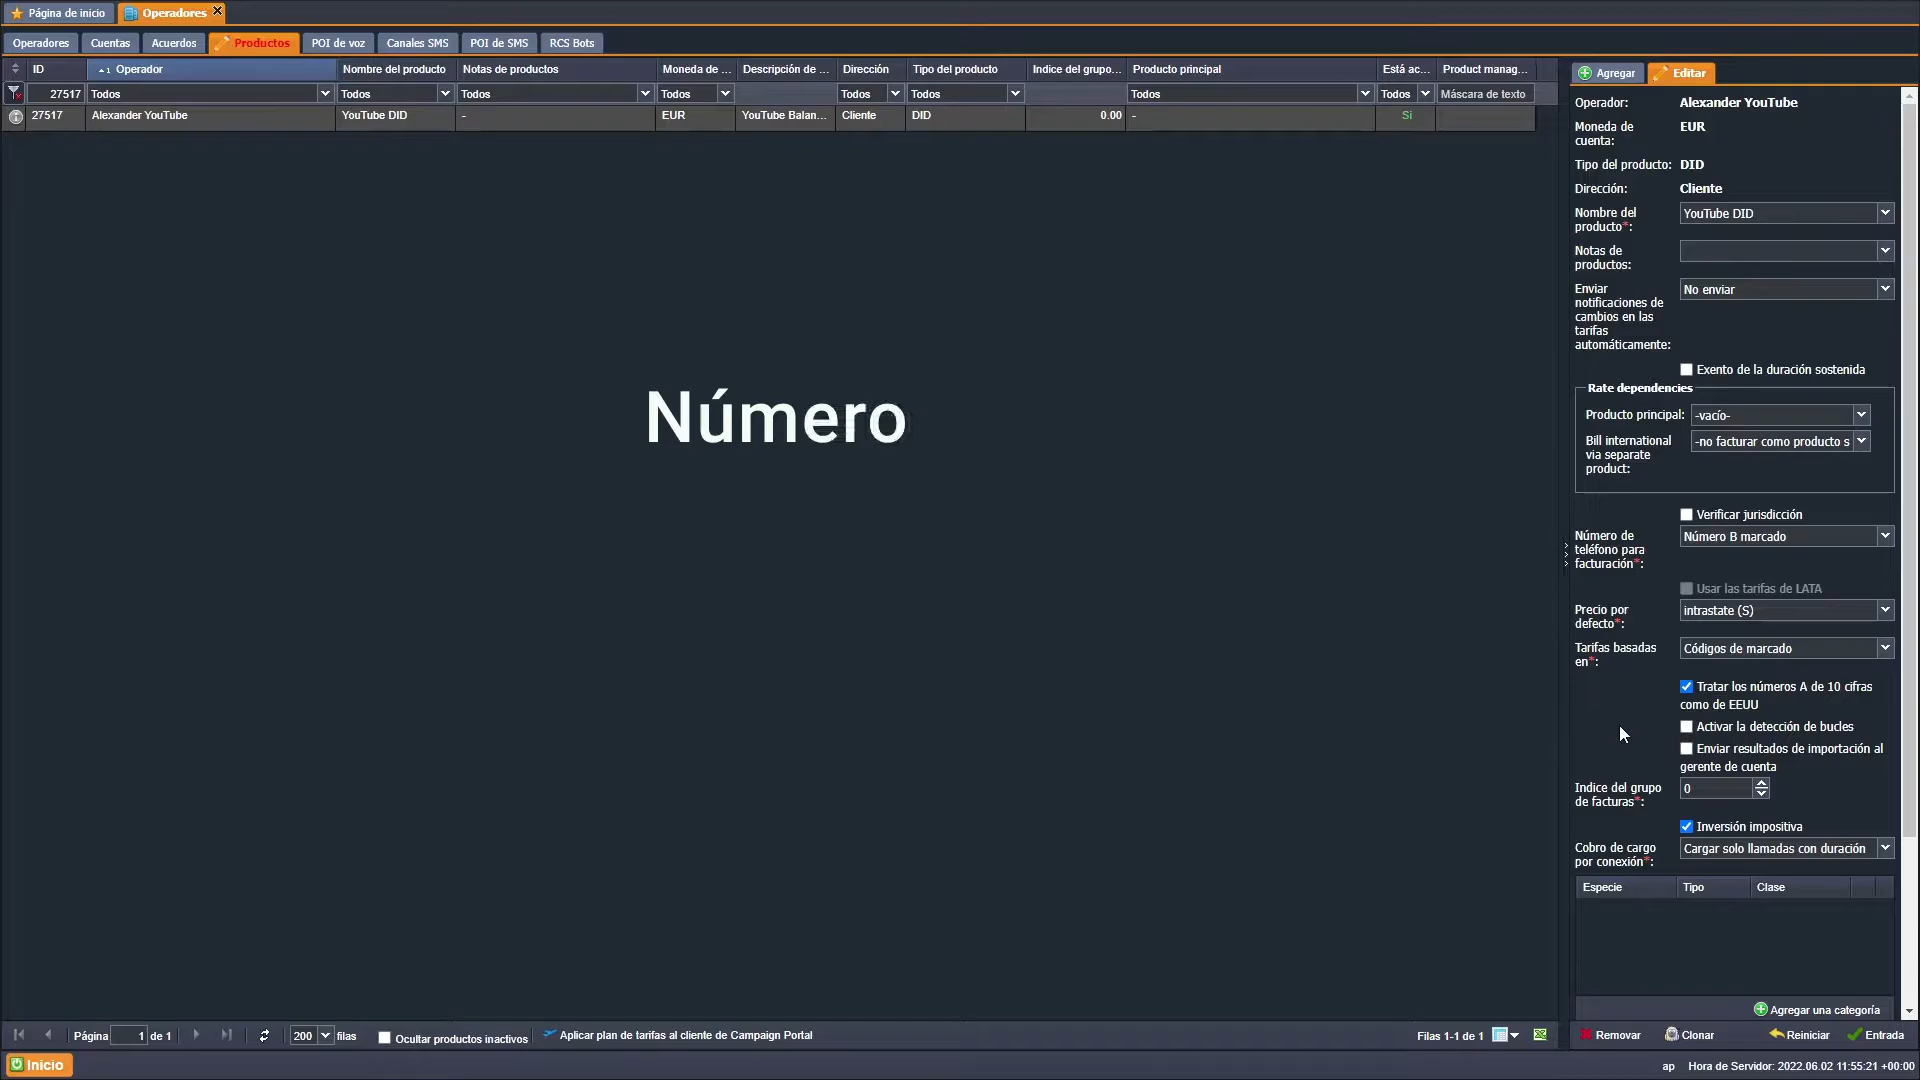 Página de inicio
Operadores
Operadores
Cuentas
Acuerdos
Productos
POI de voz
Canales SMS
POI de SMS
RCS Bots
ID
1 Operador
Nombre del producto
Notas de productos
Moneda de ...
Descripción de ...
Dirección
Tipo del producto
Indice del grupo...
Producto principal
Está ac...
Product manag...
27517
Todos
Todos
Todos
Todos
Todos
Todos
Todos
Todos
Máscara de texto
27517
Alexander YouTube
YouTube DID
-
EUR
YouTube Balan...
Cliente
DID
0.00
-
Si
Número
Agregar
Editar
Operador: Alexander YouTube
Moneda de
cuenta:
EUR
Tipo del producto: DID
Dirección: Cliente
Nombre del
producto*:
YouTube DID
Notas de
productos:
Enviar
notificaciones de
cambios en las
tarifas
automáticamente:
No enviar
Exento de la duración sostenida
Rate dependencies
Producto principal: -vacío-
Bill international
via separate
product:
-no facturar como producto s
Verificar jurisdicción
Número de
teléfono para
facturación*:
Número B marcado
Usar las tarifas de LATA
Precio por
defecto*:
intrastate (S)
Tarifas basadas
en*:
Códigos de marcado
Tratar los números A de 10 cifras
como de EEUU
Activar la detección de bucles
Enviar resultados de importación al
gerente de cuenta
Indice del grupo
de facturas*:
0
Inversión impositiva
Cobro de cargo
por conexión*:
Cargar solo llamadas con duración
Especie
Tipo
Clase
Agregar una categoría
Página 1 de 1
200 filas
Ocultar productos inactivos
Aplicar plan de tarifas al cliente de Campaign Portal
Filas 1-1 de 1
Remover
Clonar
Reiniciar
Entrada
Inicio
ap
Hora de Servidor: 2022.06.02 11:55:21 +00:00